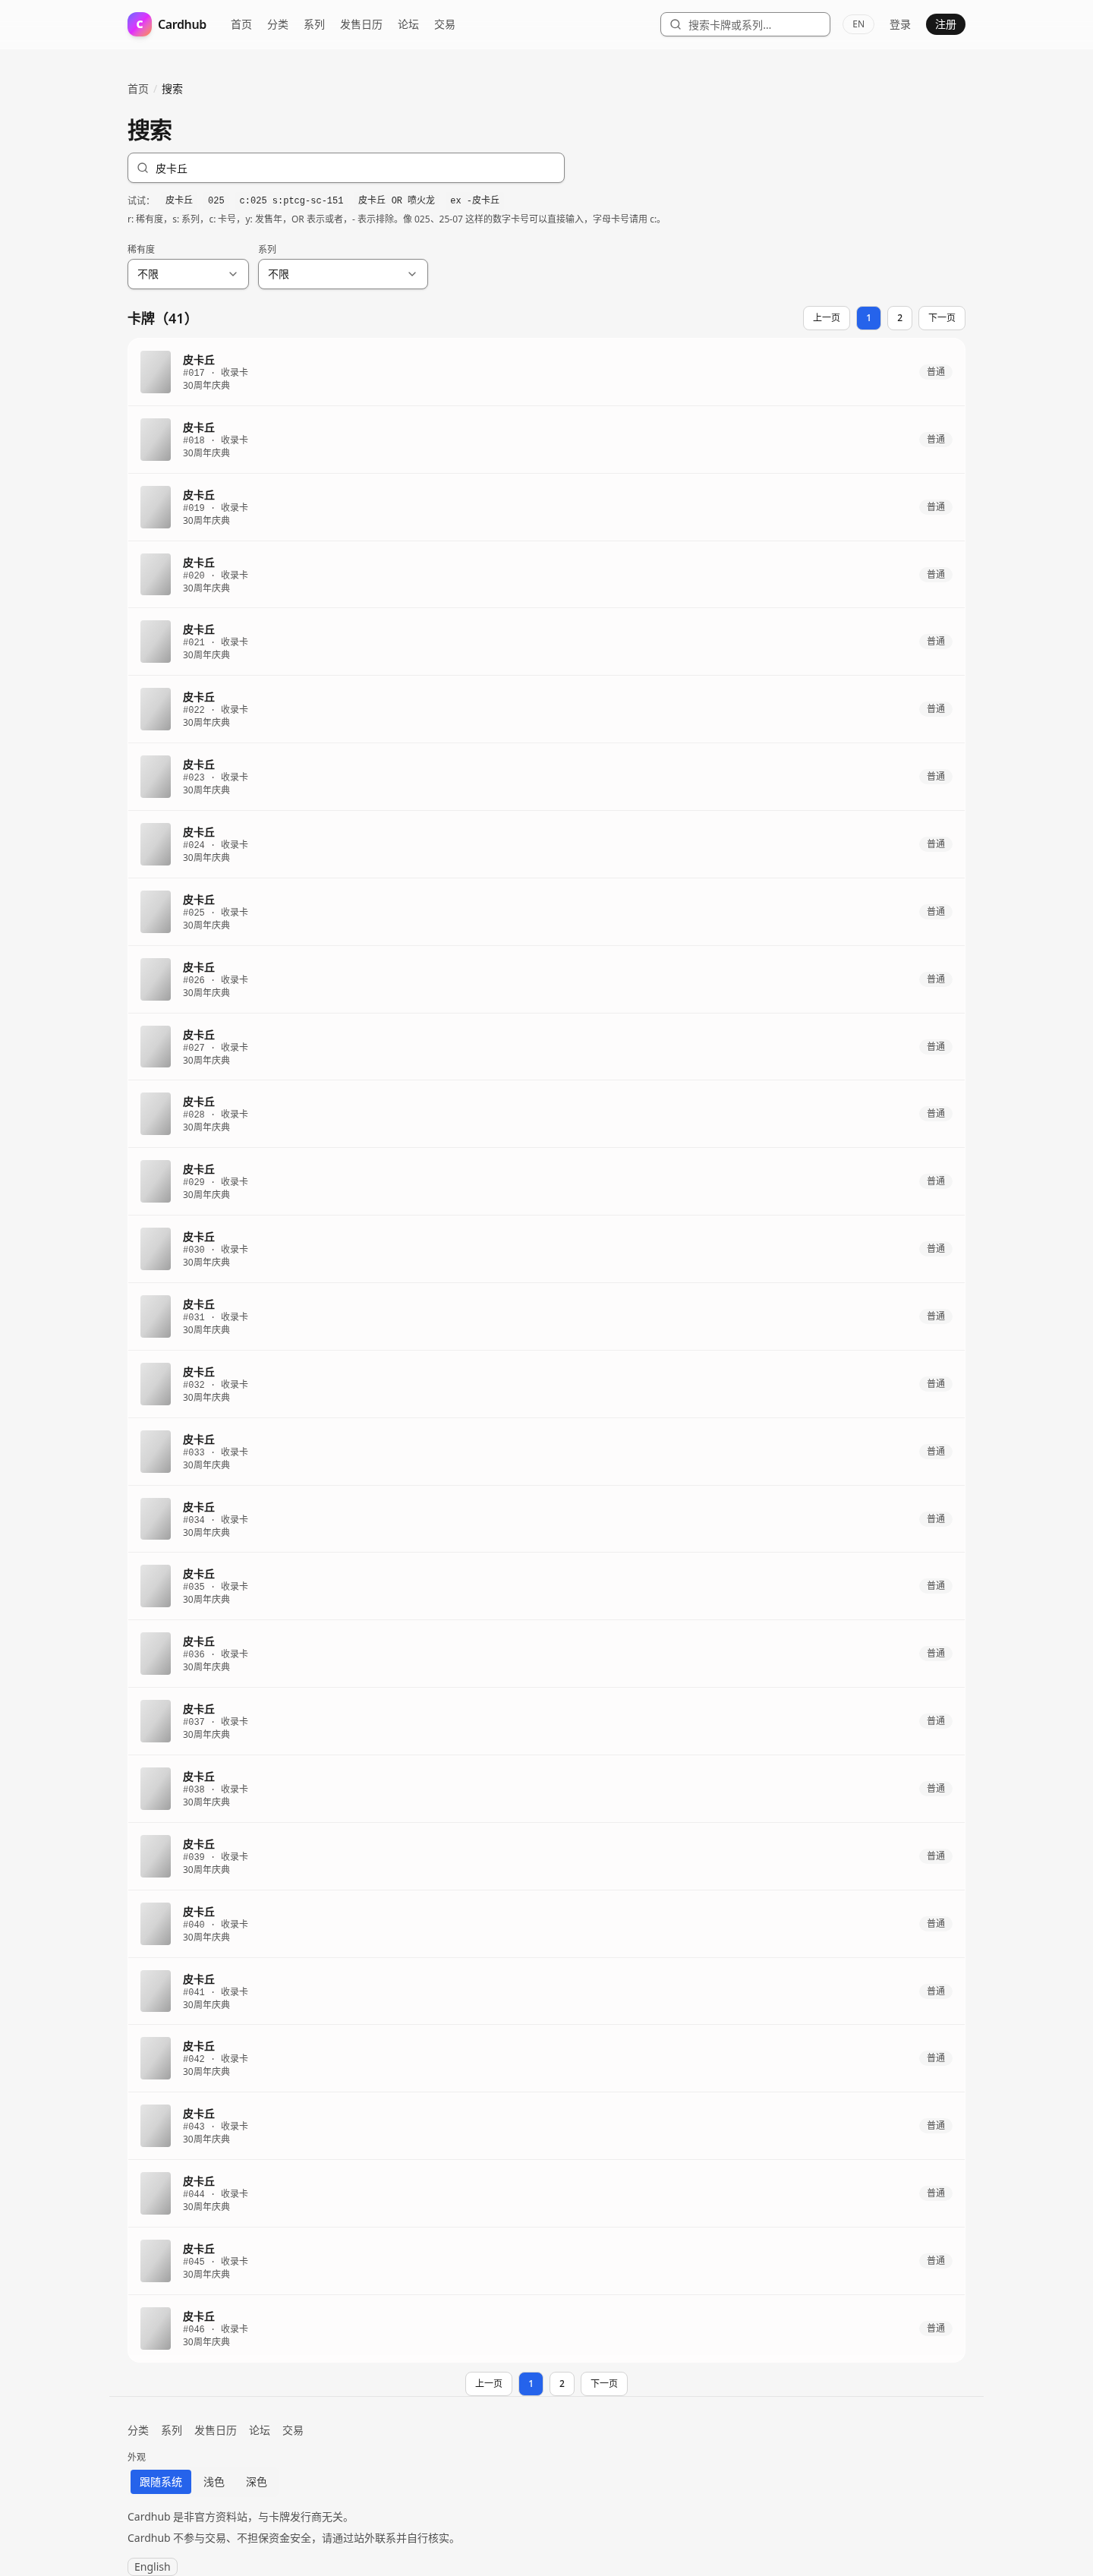 C Cardhub 首页 分类 系列 发售日历 论坛 交易 搜索卡牌或系列... EN 登录 注册
首页 / 搜索
搜索
皮卡丘
试试： 皮卡丘 025 c:025 s:ptcg-sc-151 皮卡丘 OR 喷火龙 ex -皮卡丘
r: 稀有度，s: 系列，c: 卡号，y: 发售年，OR 表示或者，- 表示排除。像 025、25-07 这样的数字卡号可以直接输入，字母卡号请用 c:。
稀有度 系列
不限 不限
卡牌（41） 上一页 1 2 下一页
皮卡丘
#017 · 收录卡 普通
30周年庆典
皮卡丘
#018 · 收录卡 普通
30周年庆典
皮卡丘
#019 · 收录卡 普通
30周年庆典
皮卡丘
#020 · 收录卡 普通
30周年庆典
皮卡丘
#021 · 收录卡 普通
30周年庆典
皮卡丘
#022 · 收录卡 普通
30周年庆典
皮卡丘
#023 · 收录卡 普通
30周年庆典
皮卡丘
#024 · 收录卡 普通
30周年庆典
皮卡丘
#025 · 收录卡 普通
30周年庆典
皮卡丘
#026 · 收录卡 普通
30周年庆典
皮卡丘
#027 · 收录卡 普通
30周年庆典
皮卡丘
#028 · 收录卡 普通
30周年庆典
皮卡丘
#029 · 收录卡 普通
30周年庆典
皮卡丘
#030 · 收录卡 普通
30周年庆典
皮卡丘
#031 · 收录卡 普通
30周年庆典
皮卡丘
#032 · 收录卡 普通
30周年庆典
皮卡丘
#033 · 收录卡 普通
30周年庆典
皮卡丘
#034 · 收录卡 普通
30周年庆典
皮卡丘
#035 · 收录卡 普通
30周年庆典
皮卡丘
#036 · 收录卡 普通
30周年庆典
皮卡丘
#037 · 收录卡 普通
30周年庆典
皮卡丘
#038 · 收录卡 普通
30周年庆典
皮卡丘
#039 · 收录卡 普通
30周年庆典
皮卡丘
#040 · 收录卡 普通
30周年庆典
皮卡丘
#041 · 收录卡 普通
30周年庆典
皮卡丘
#042 · 收录卡 普通
30周年庆典
皮卡丘
#043 · 收录卡 普通
30周年庆典
皮卡丘
#044 · 收录卡 普通
30周年庆典
皮卡丘
#045 · 收录卡 普通
30周年庆典
皮卡丘
#046 · 收录卡 普通
30周年庆典
上一页 1 2 下一页
分类 系列 发售日历 论坛 交易
外观
跟随系统 浅色 深色
Cardhub 是非官方资料站，与卡牌发行商无关。
Cardhub 不参与交易、不担保资金安全，请通过站外联系并自行核实。
English